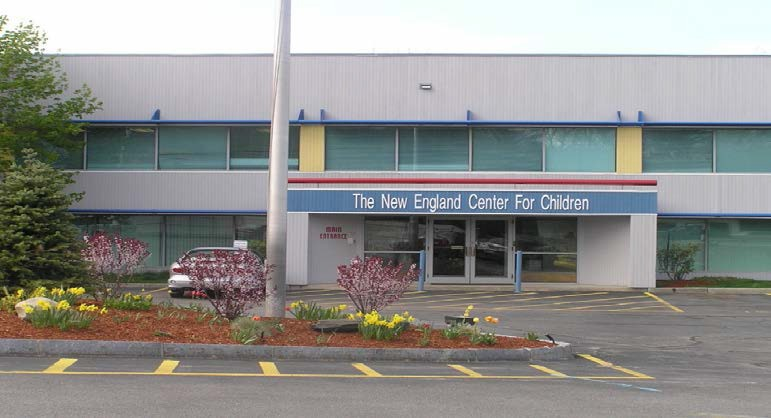 The New England Center For Children
MAIN
ENTRANCE